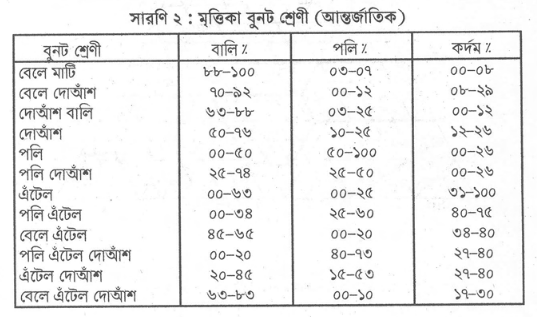 সারণি ২ : মৃত্তিকা বুনট শ্রেণী (আন্তর্জাতিক)
বুনট শ্রেণী বালি % পলি % কর্দম %
বেলে মাটি ৮৮-১০০ ০৩-০৭ ০০-০৮
বেলে দোআঁশ ৭০-৯২ ০০-১২ ০৮-২৯
দোআঁশ বালি ৬৩-৮৮ ০৩-২৫ ০০-১২
দোআঁশ ৫০-৭৬ ১০-২৫ ১২-২৬
পলি ০০-৫০ ৫০-১০০ ০০-২৬
পলি দোআঁশ ২৫-৭৪ ২৫-৫০ ০০-২৬
এঁটেল ০০-৬৩ ০০-২৫ ৩১-১০০
পলি এঁটেল ০০-৩৪ ২৫-৬০ ৪০-৭৫
বেলে এঁটেল ৪৫-৬৫ ০০-২০ ৩৪-৪০
পলি এঁটেল দোআঁশ ০০-২০ ৪০-৭৩ ২৭-৪০
এঁটেল দোআঁশ ২০-৪৫ ১৫-৫৩ ২৭-৪০
বেলে এঁটেল দোআঁশ ৬৩-৮৩ ০০-১০ ১৭-৩০